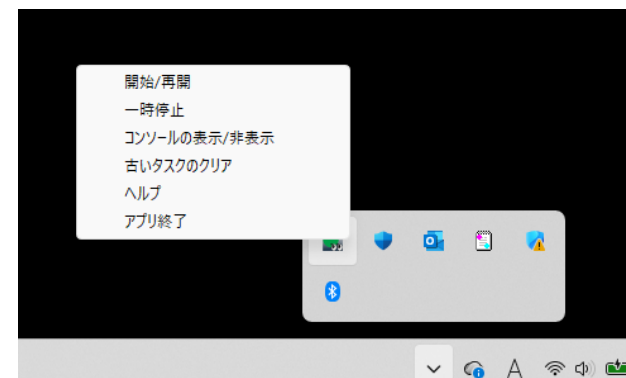 開始/再開
一時停止
コンソールの表示/非表示
古いタスクのクリア
ヘルプ
アプリ終了
A